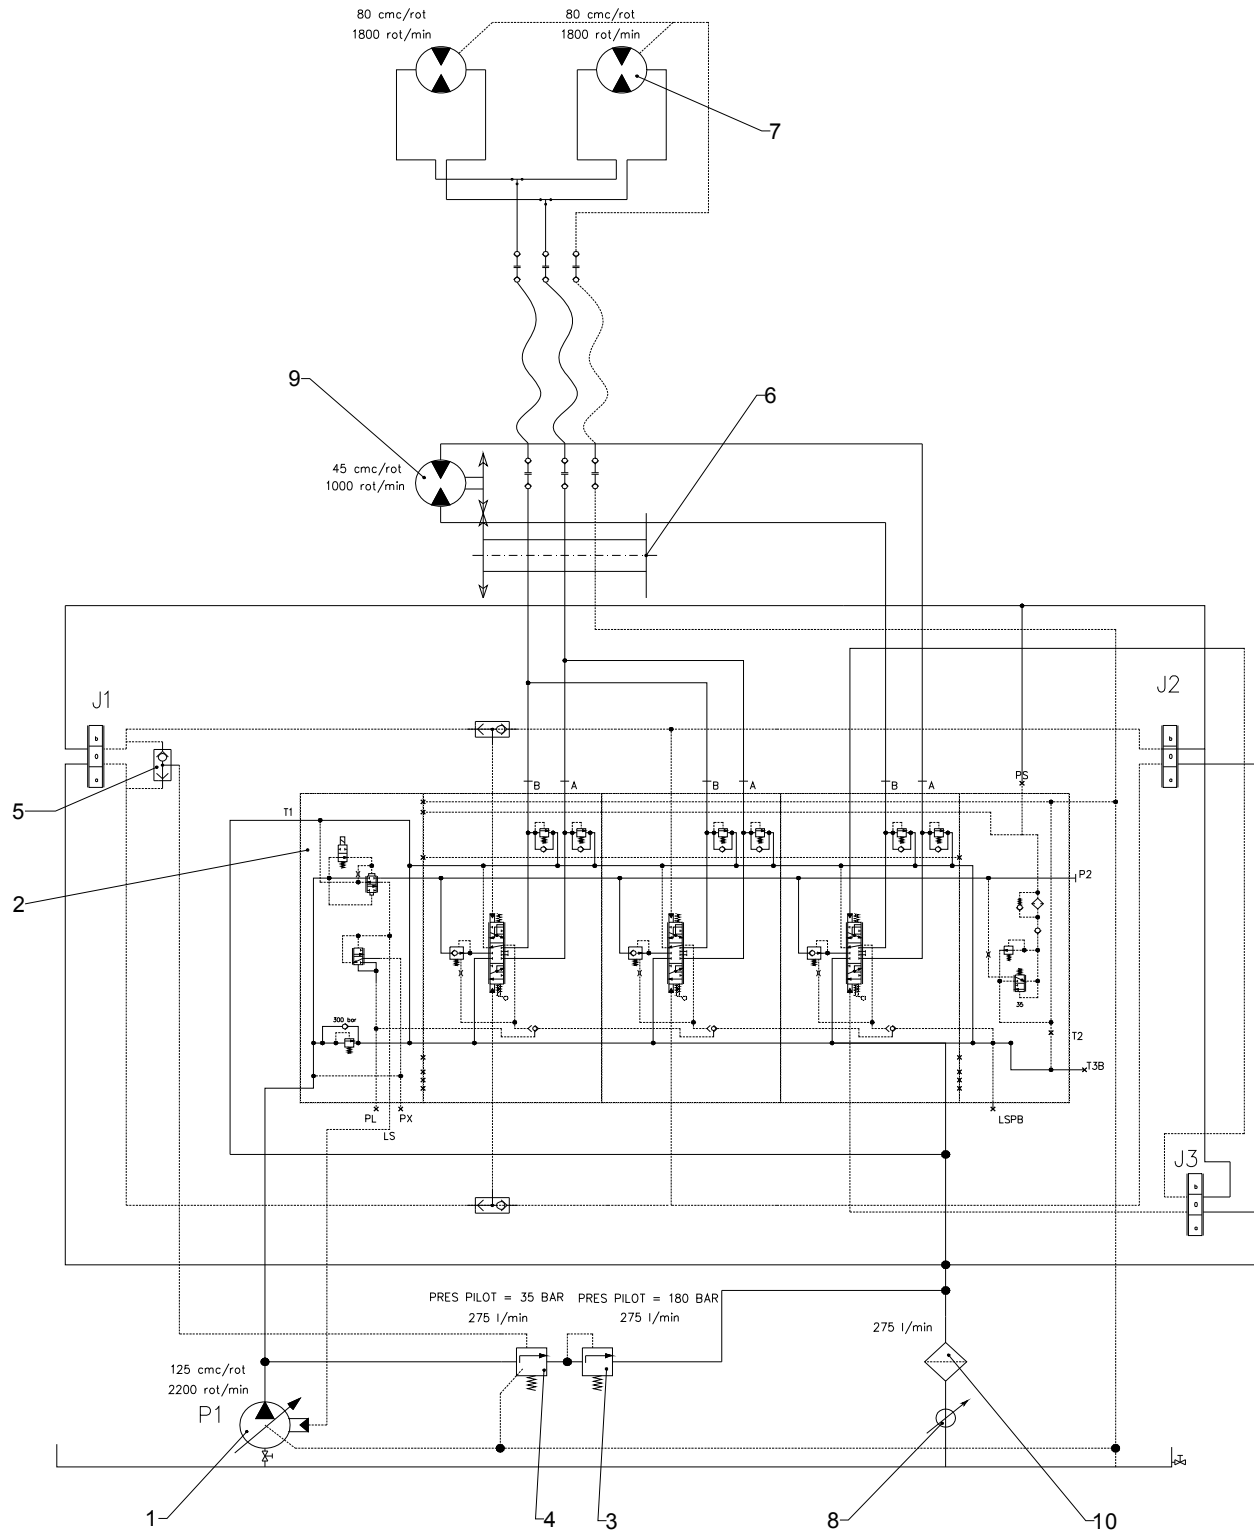 80 cmc/rot
1800 rot/min
80 cmc/rot
1800 rot/min
7
9
6
45 cmc/rot
1000 rot/min
J1
J2
b
0
a
b
0
a
5
B
A
B
A
B
A
PS
T1
2
P2
35
300 bar
T2
T3B
PL
PX
LS
LSPB
J3
b
0
a
PRES PILOT = 35 BAR
275 l/min
PRES PILOT = 180 BAR
275 l/min
275 l/min
125 cmc/rot
2200 rot/min
P1
1
4
3
8
10